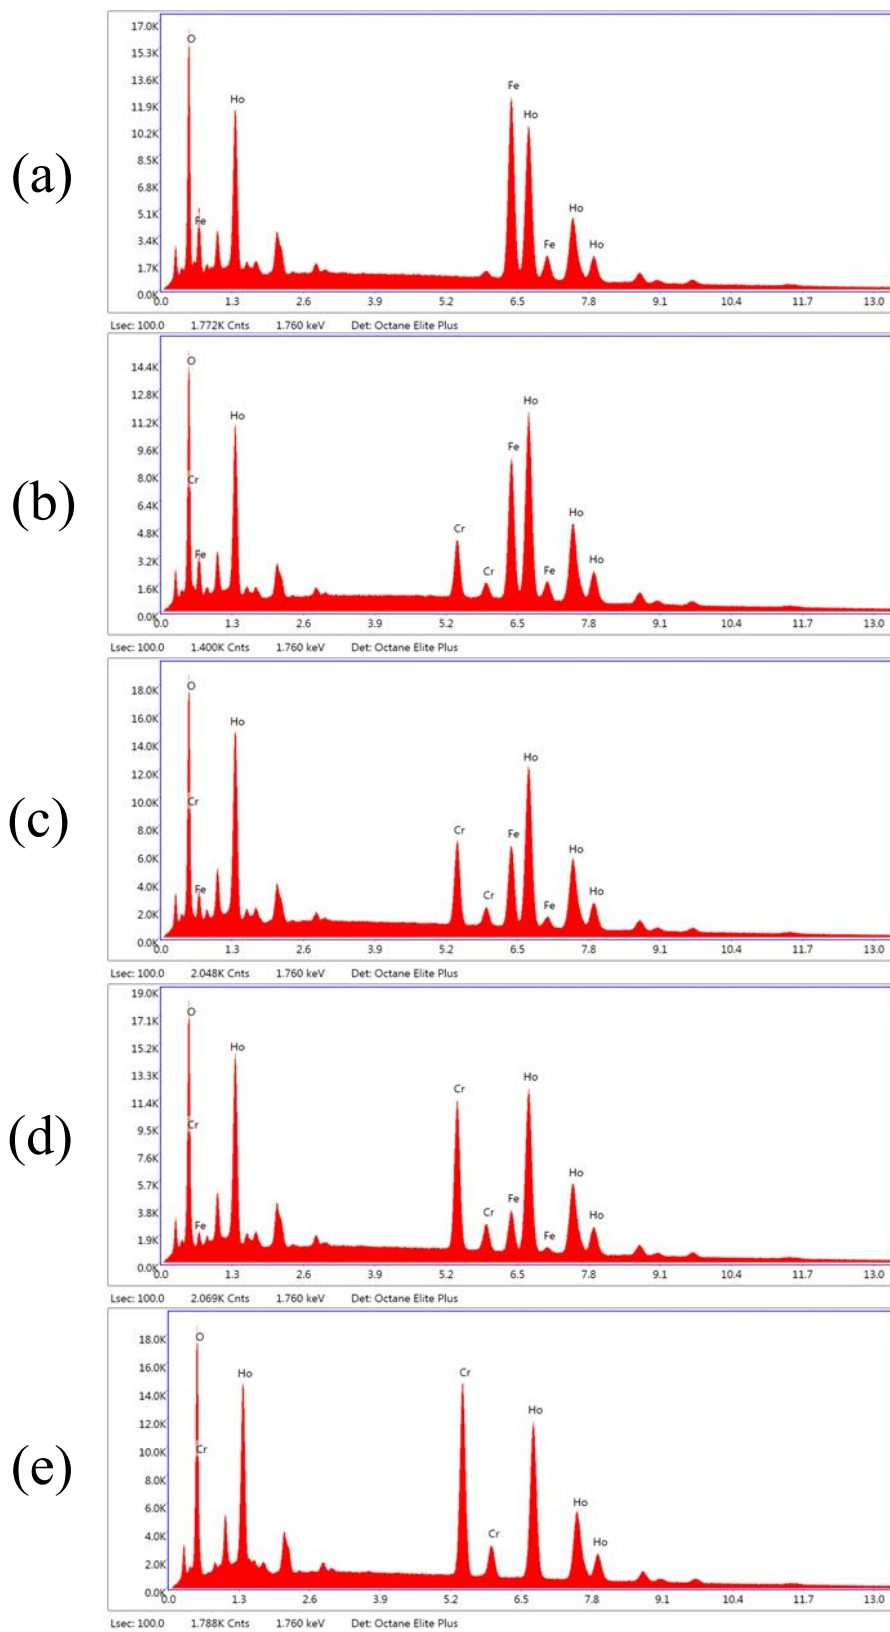 (a)
17.0K
15.3K
13.6K
11.9K
10.2K
8.5K
6.8K
5.1K
3.4K
1.7K
0.0K
O
Fe
Ho
Fe
Ho
Fe
Ho
Ho
0.0 1.3 2.6 3.9 5.2 6.5 7.8 9.1 10.4 11.7 13.0
Lsec: 100.0 1.772K Cnts 1.760 keV Det: Octane Elite Plus
(b)
14.4K
12.8K
11.2K
9.6K
8.0K
6.4K
4.8K
3.2K
1.6K
0.0K
O
Cr
Fe
Ho
Cr
Cr
Fe
Ho
Fe
Ho
Ho
0.0 1.3 2.6 3.9 5.2 6.5 7.8 9.1 10.4 11.7 13.0
Lsec: 100.0 1.400K Cnts 1.760 keV Det: Octane Elite Plus
(c)
18.0K
16.0K
14.0K
12.0K
10.0K
8.0K
6.0K
4.0K
2.0K
0.0K
O
Cr
Fe
Ho
Cr
Cr
Fe
Ho
Fe
Ho
Ho
0.0 1.3 2.6 3.9 5.2 6.5 7.8 9.1 10.4 11.7 13.0
Lsec: 100.0 2.048K Cnts 1.760 keV Det: Octane Elite Plus
(d)
19.0K
17.1K
15.2K
13.3K
11.4K
9.5K
7.6K
5.7K
3.8K
1.9K
0.0K
O
Cr
Fe
Ho
Cr
Cr
Fe
Ho
Fe
Ho
Ho
0.0 1.3 2.6 3.9 5.2 6.5 7.8 9.1 10.4 11.7 13.0
Lsec: 100.0 2.069K Cnts 1.760 keV Det: Octane Elite Plus
(e)
18.0K
16.0K
14.0K
12.0K
10.0K
8.0K
6.0K
4.0K
2.0K
0.0K
O
Cr
Ho
Cr
Cr
Ho
Ho
Ho
0.0 1.3 2.6 3.9 5.2 6.5 7.8 9.1 10.4 11.7 13.0
Lsec: 100.0 1.788K Cnts 1.760 keV Det: Octane Elite Plus